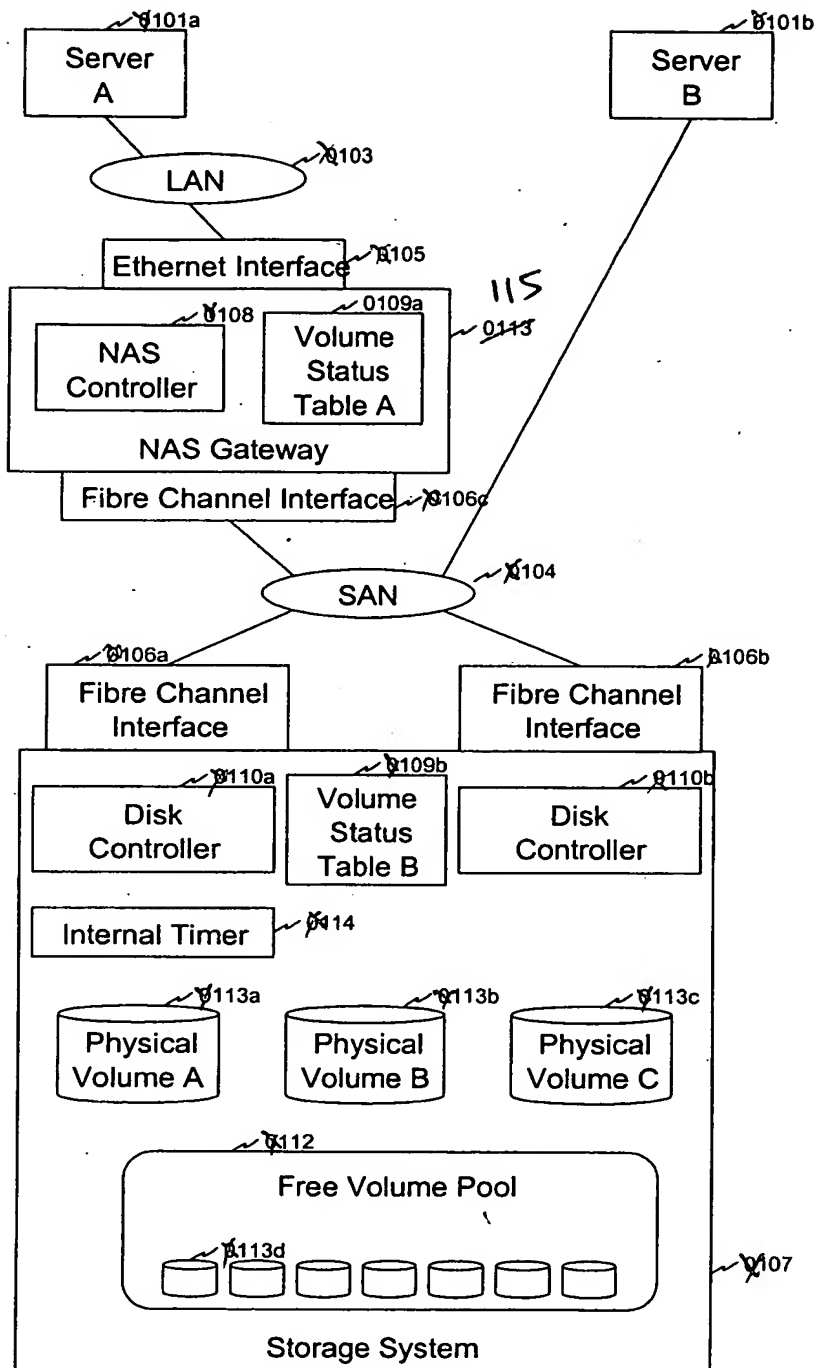 0101a
0101b
Server
A
Server
B
0103
LAN
Ethernet Interface
0105
115
0108
0109a
0113
NAS
Controller
Volume
Status
Table A
NAS Gateway
Fibre Channel Interface
0106c
0104
SAN
0106a
0106b
Fibre Channel
Interface
Fibre Channel
Interface
0110a
0109b
0110b
Disk
Controller
Volume
Status
Table B
Disk
Controller
Internal Timer
0114
0113a
0113b
0113c
Physical
Volume A
Physical
Volume B
Physical
Volume C
0112
Free Volume Pool
0113d
0107
Storage System